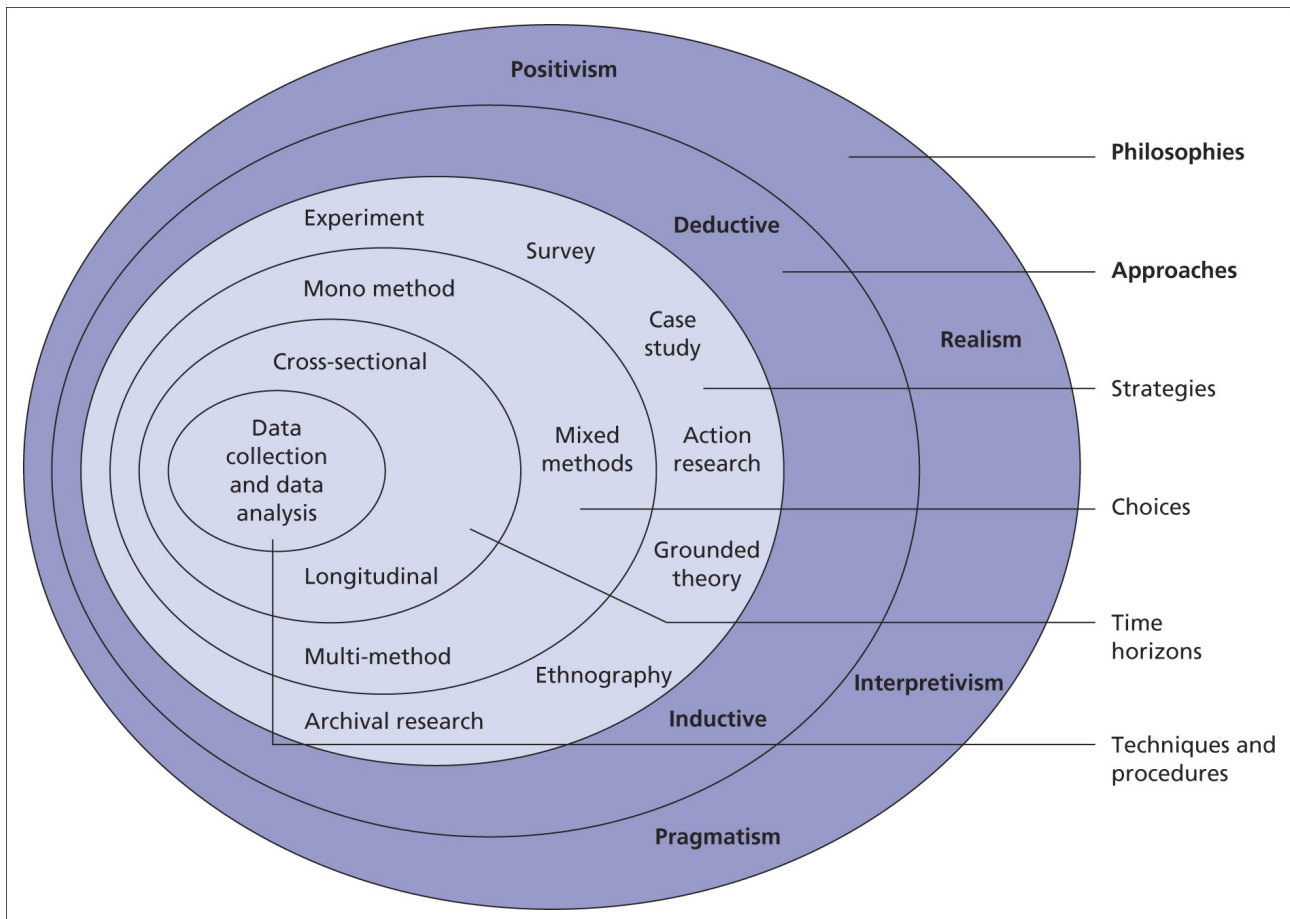 Positivism
Philosophies
Deductive
Approaches
Realism
Experiment
Survey
Case
study
Strategies
Mono method
Cross-sectional
Data
collection
and data
analysis
Mixed
methods
Action
research
Choices
Grounded
theory
Longitudinal
Time
horizons
Multi-method
Ethnography
Interpretivism
Archival research
Inductive
Techniques and
procedures
Pragmatism